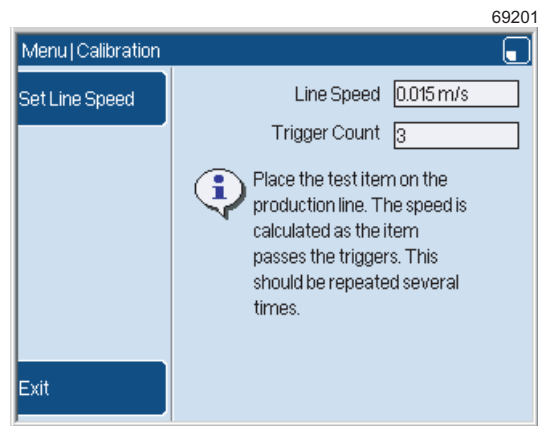 69201
Menu | Calibration
Set Line Speed
Line Speed 0.015 m/s
Trigger Count 3
Place the test item on the
production line. The speed is
calculated as the item
passes the triggers. This
should be repeated several
times.
Exit